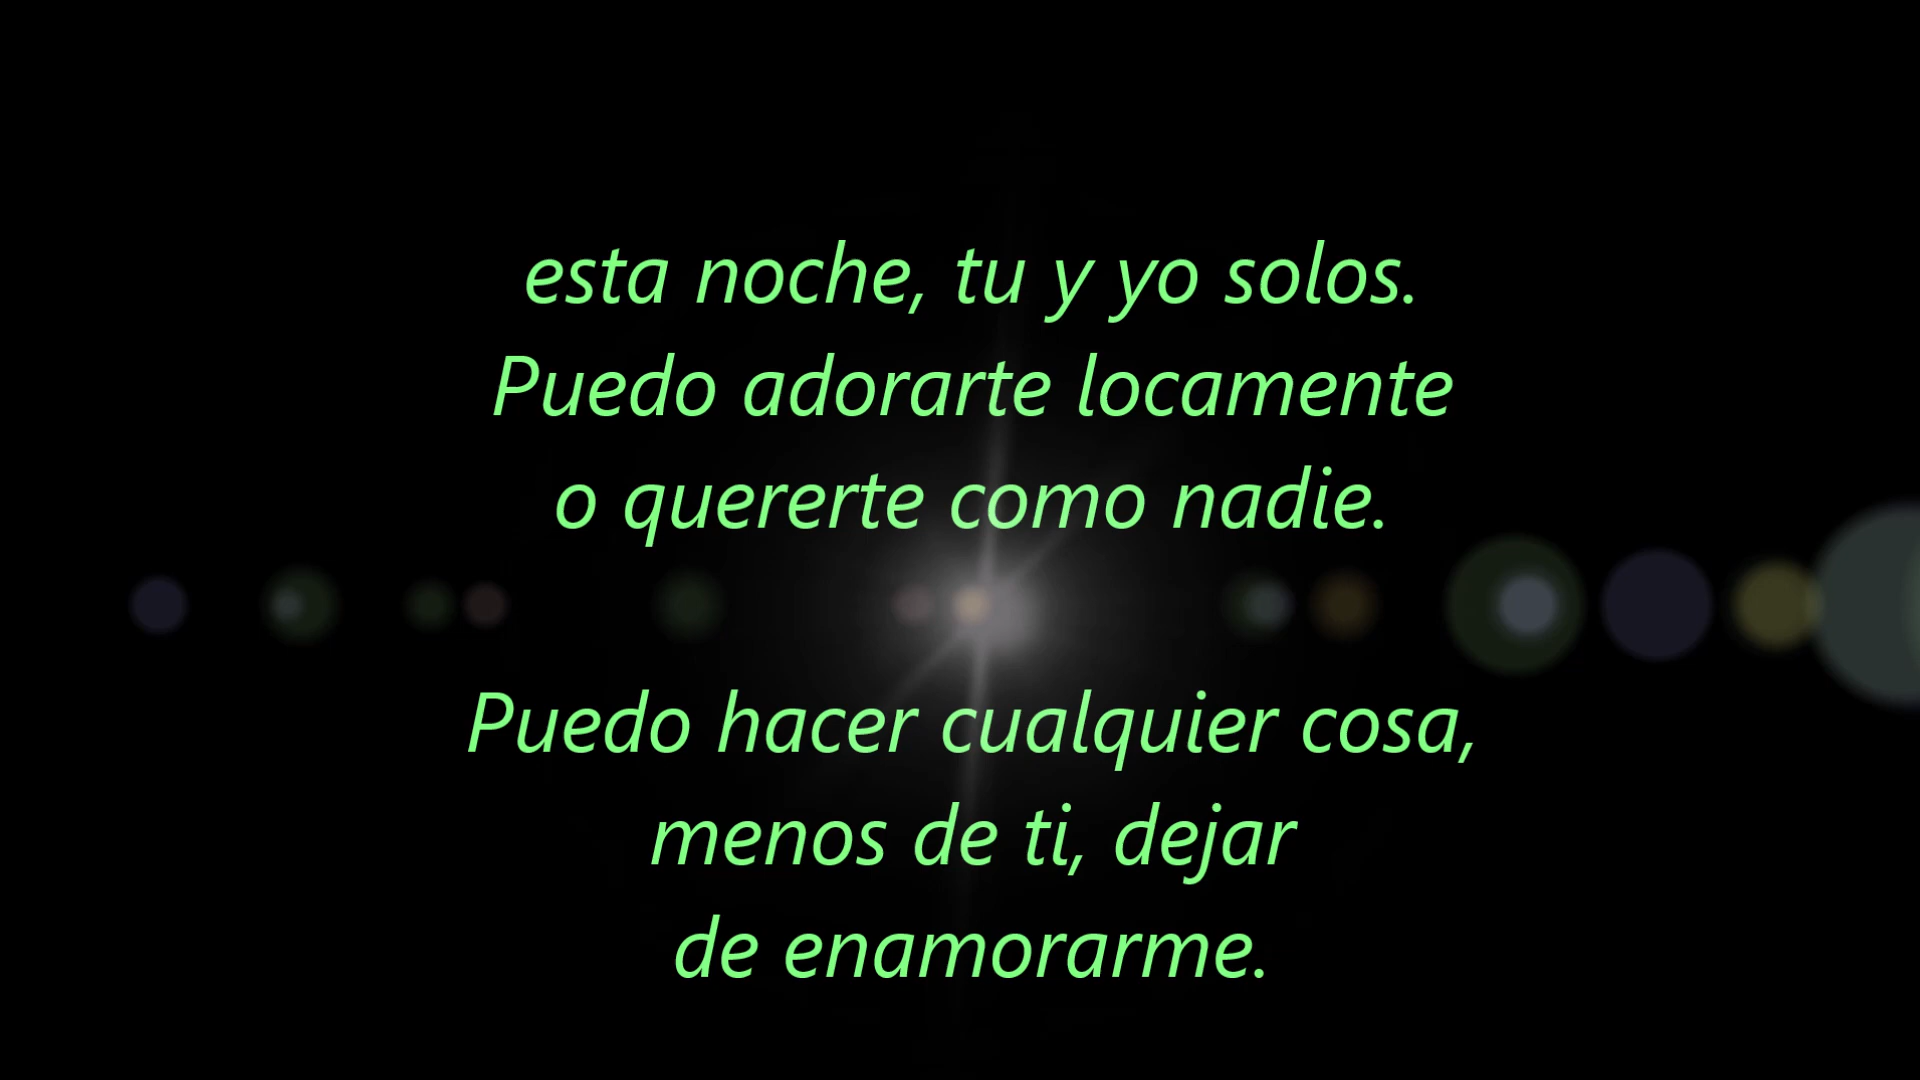 esta noche, tu y yo solos.
Puedo adorarte locamente
o quererte como nadie.
Puedo hacer cualquier cosa,
menos de ti, dejar
de enamorarme.